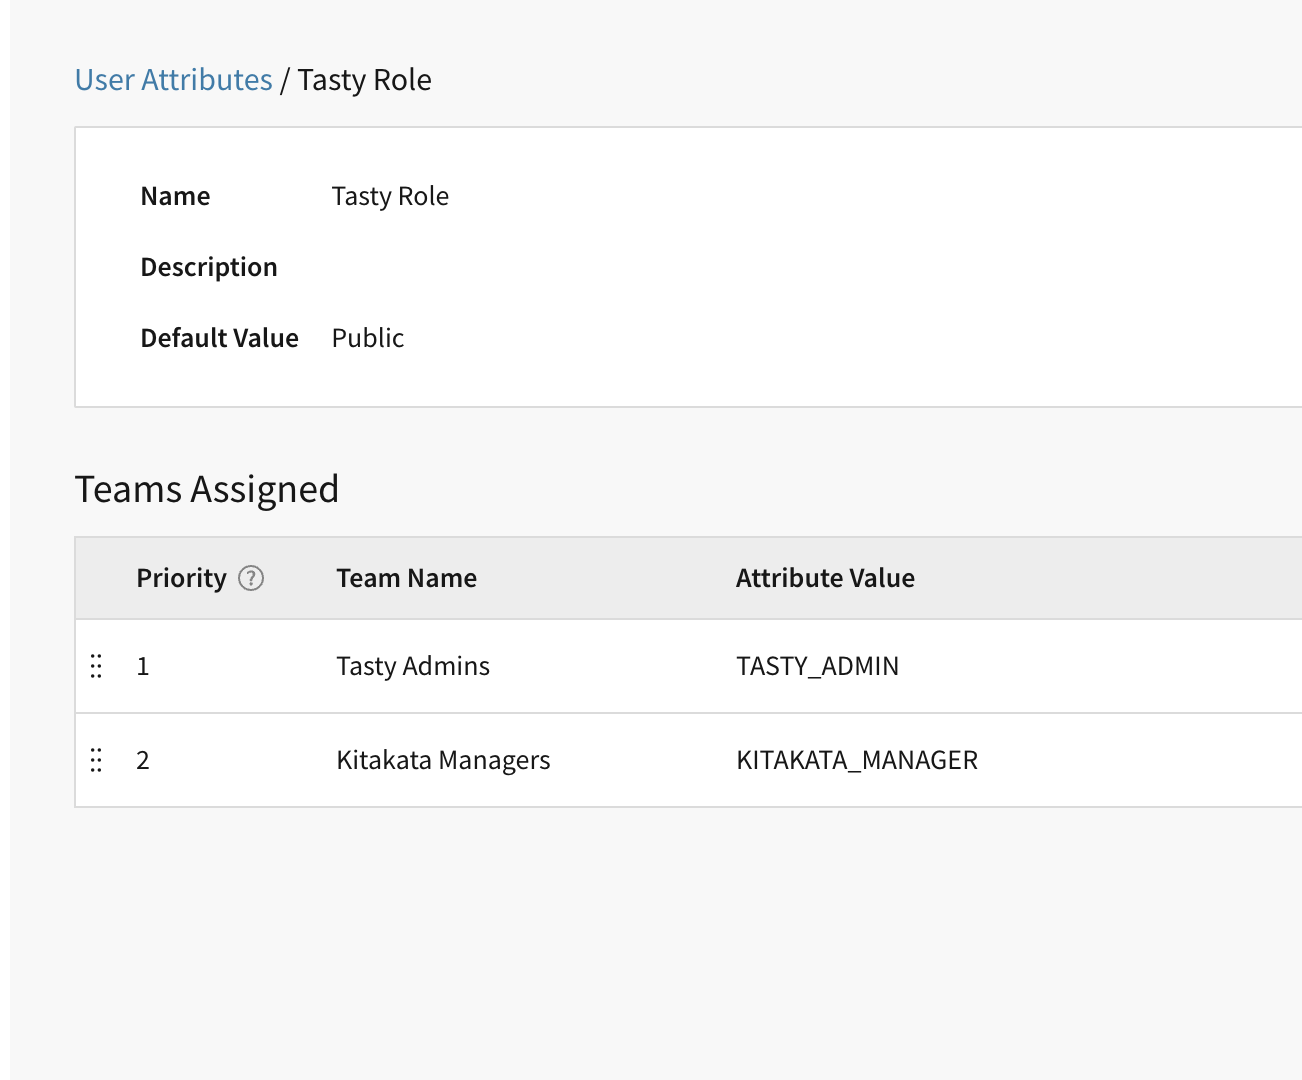 User Attributes / Tasty Role
Name Tasty Role
Description
Default Value Public
Teams Assigned
Priority ? Team Name Attribute Value
1 Tasty Admins TASTY_ADMIN
2 Kitakata Managers KITAKATA_MANAGER